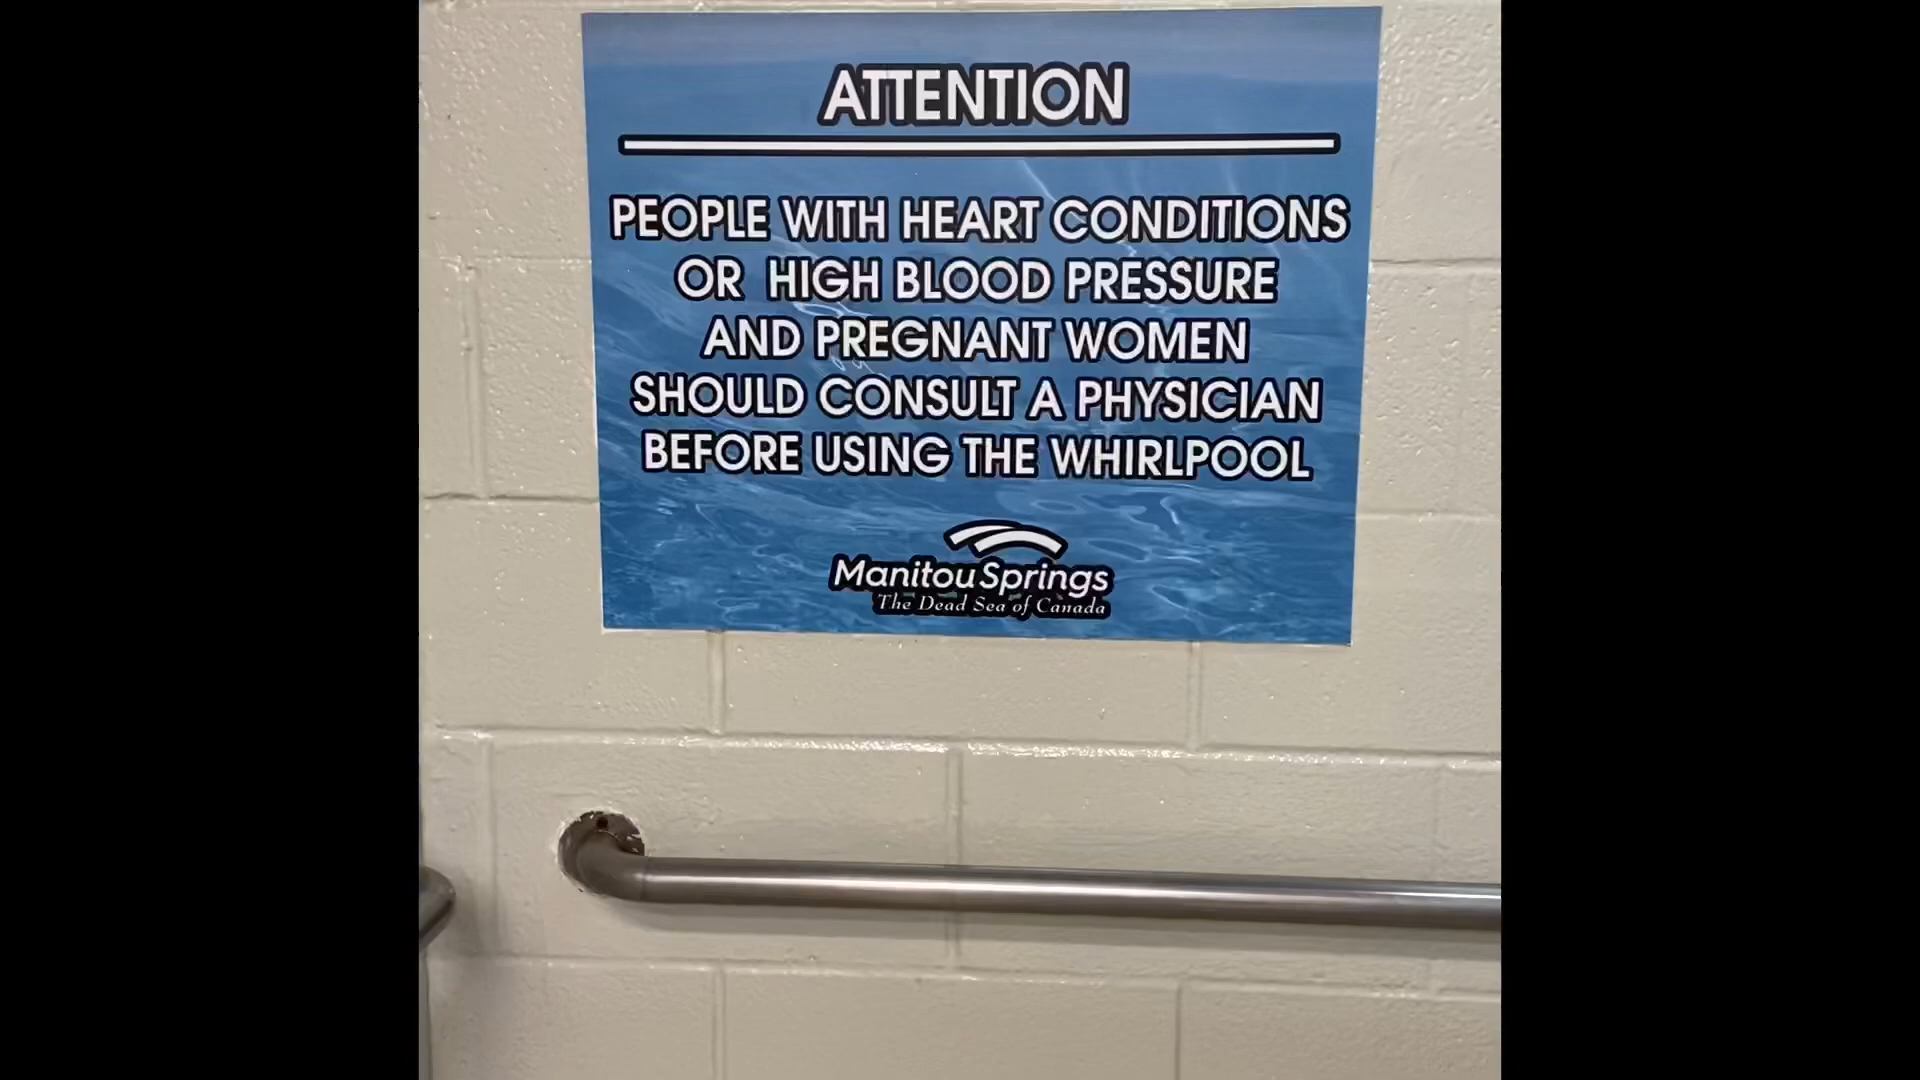 ATTENTION
PEOPLE WITH HEART CONDITIONS
OR HIGH BLOOD PRESSURE
AND PREGNANT WOMEN
SHOULD CONSULT A PHYSICIAN
BEFORE USING THE WHIRLPOOL
Manitou Springs
The Dead Sea of Canada